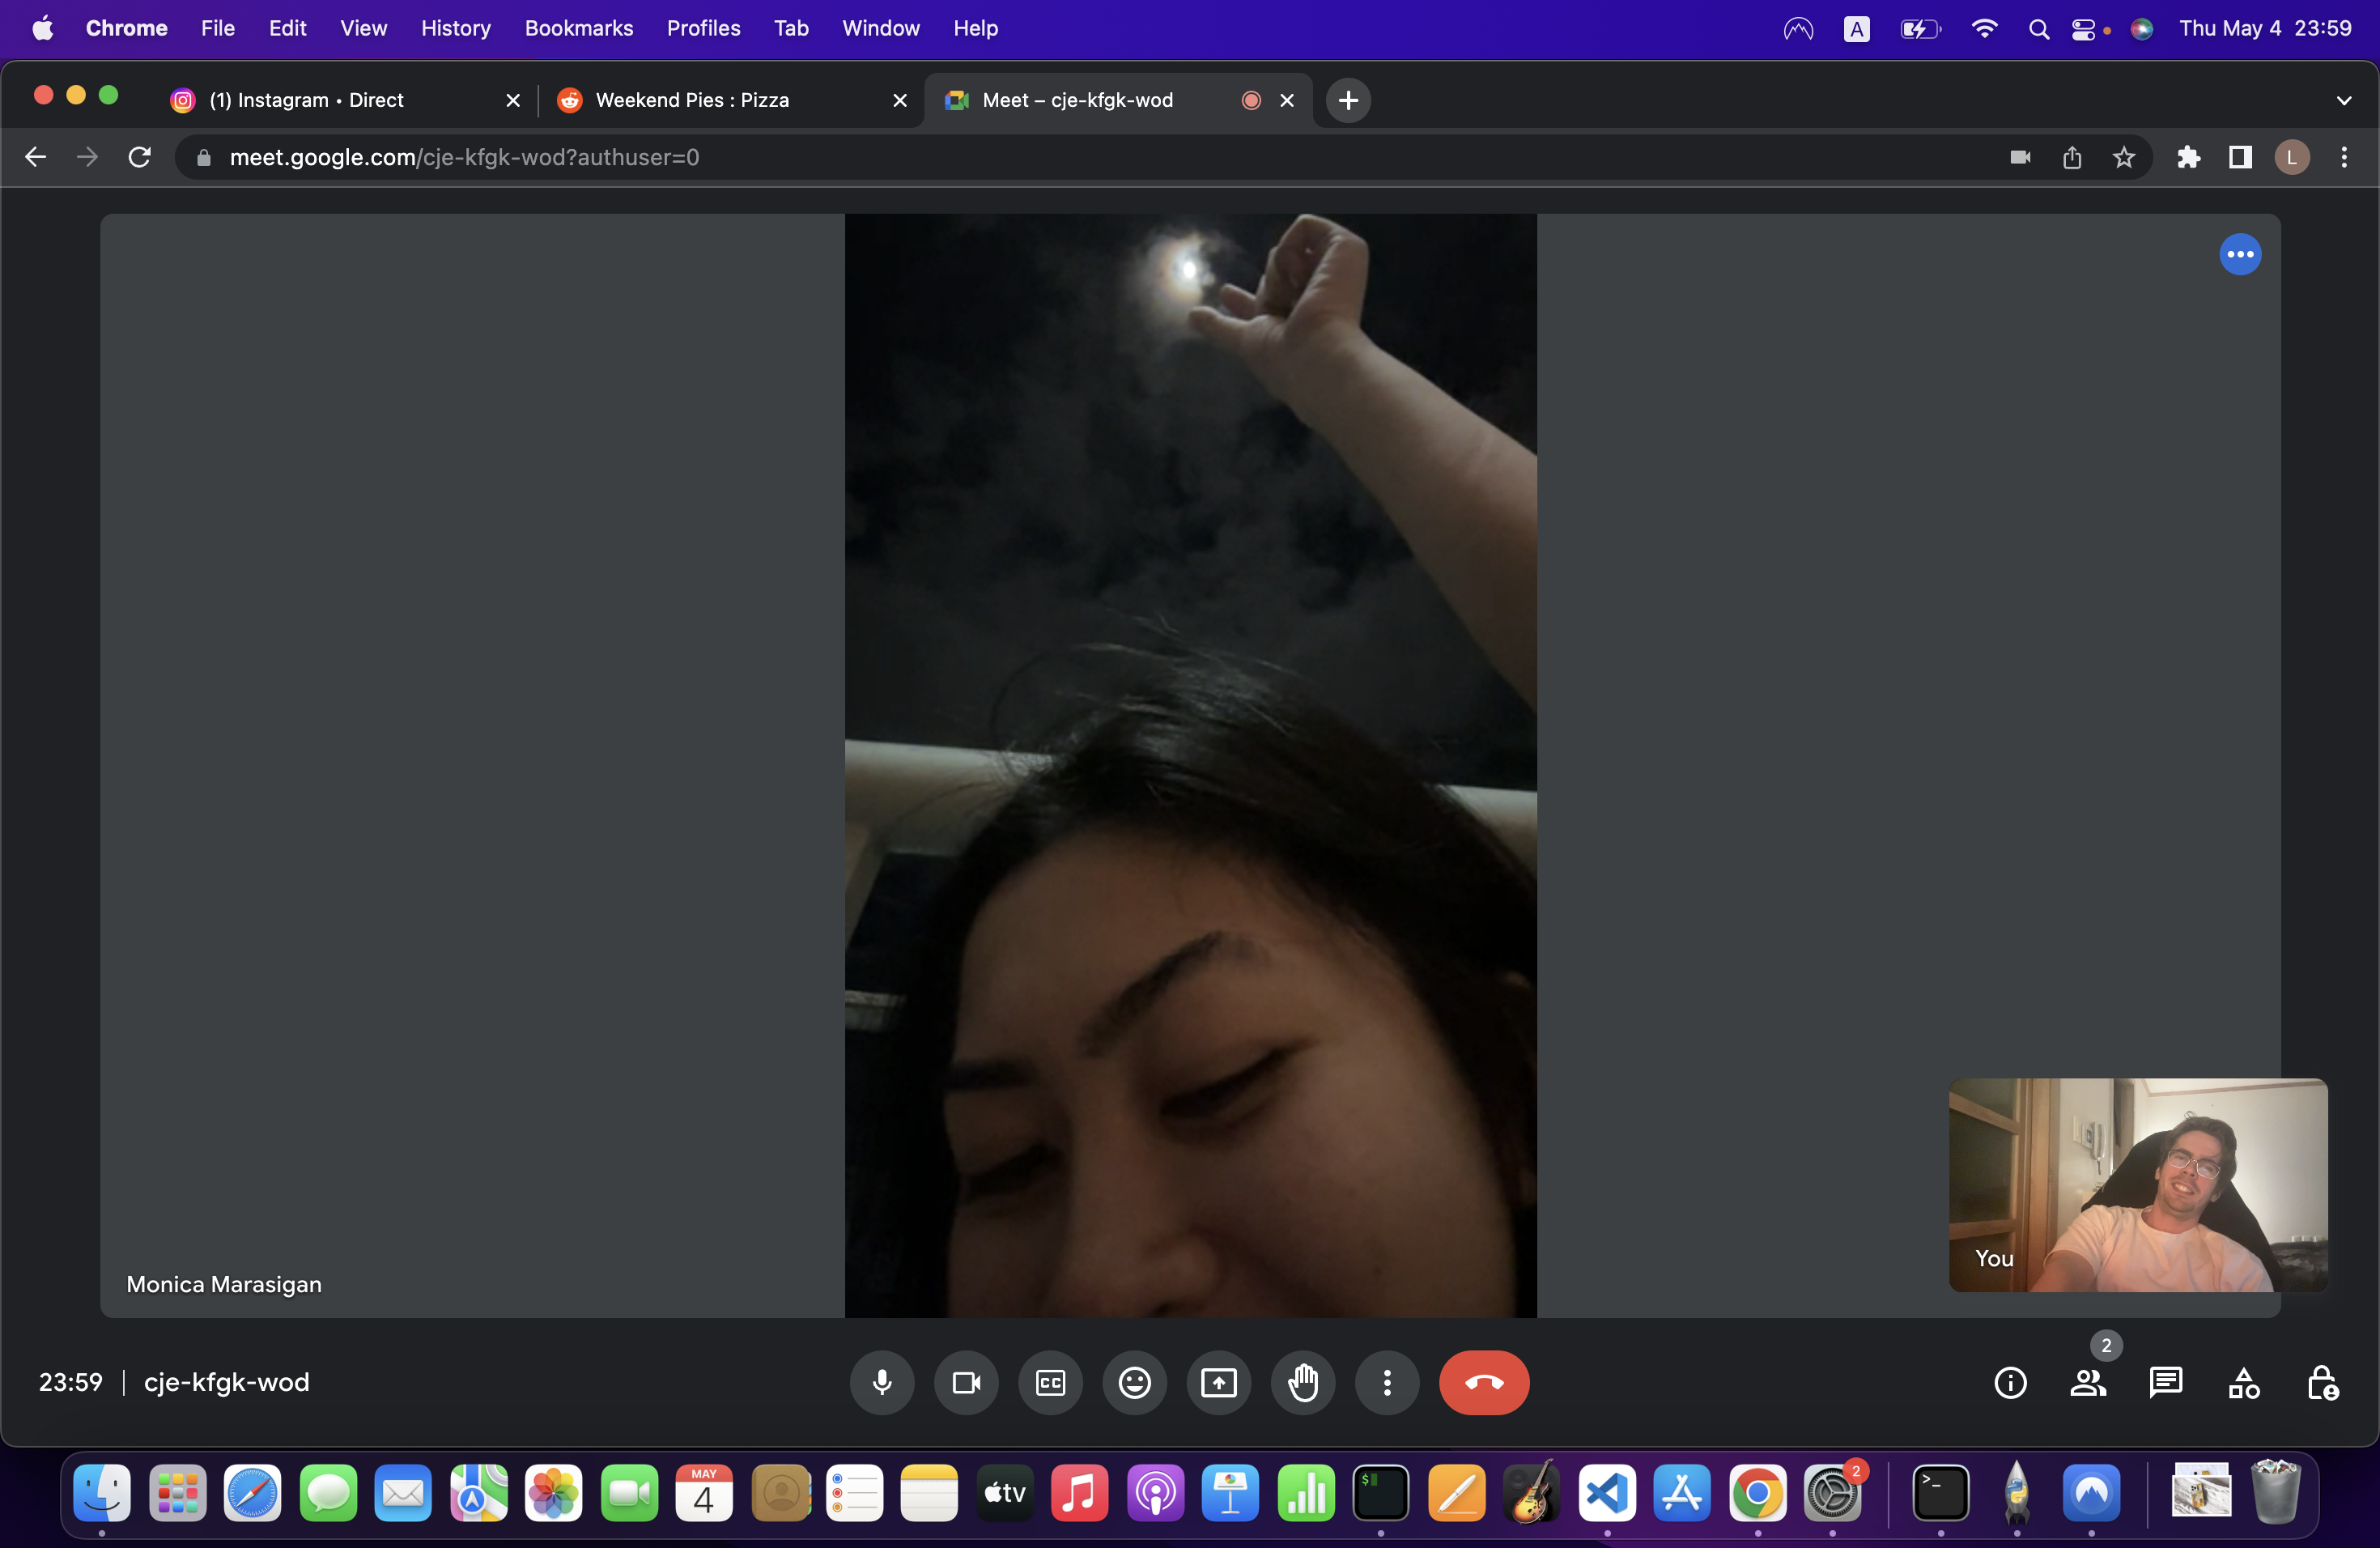 Chrome File Edit View History Bookmarks Profiles Tab Window Help A Thu May 4 23:59
(1) Instagram • Direct Weekend Pies : Pizza Meet – cje-kfgk-wod
meet.google.com/cje-kfgk-wod?authuser=0 L
You
Monica Marasigan
2
23:59 | cje-kfgk-wod CC
MAY
4
tv
$
2
>_